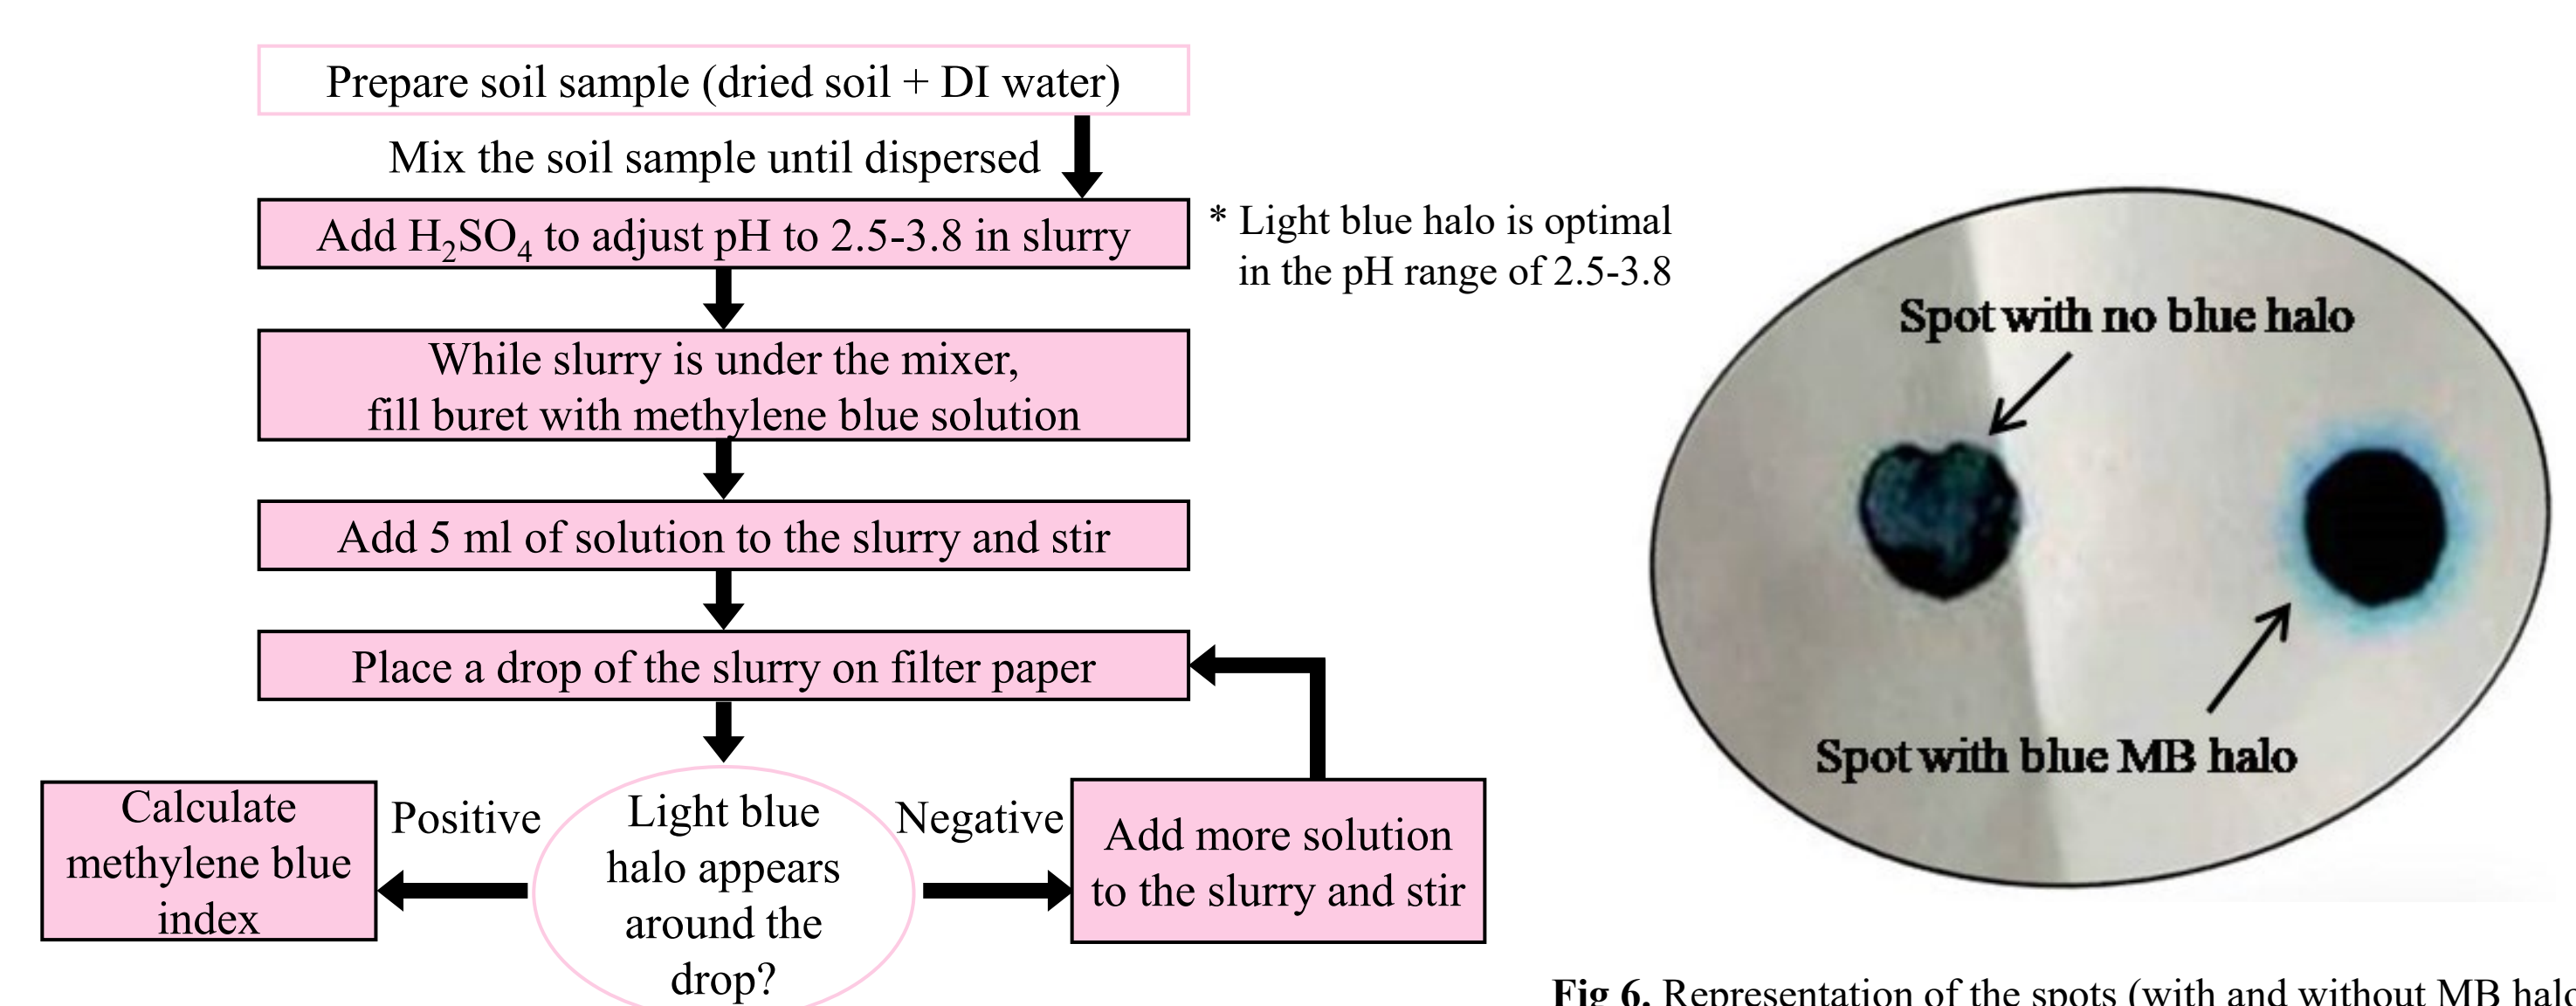 Prepare soil sample (dried soil + DI water)
Mix the soil sample until dispersed
Add H₂SO₄ to adjust pH to 2.5-3.8 in slurry
* Light blue halo is optimal
in the pH range of 2.5-3.8
While slurry is under the mixer,
fill buret with methylene blue solution
Add 5 ml of solution to the slurry and stir
Place a drop of the slurry on filter paper
Light blue
halo appears
around the
drop?
Positive
Calculate
methylene blue
index
Negative
Add more solution
to the slurry and stir
Spot with no blue halo
Spot with blue MB halo
Fig 6. Representation of the spots (with and without MB halo